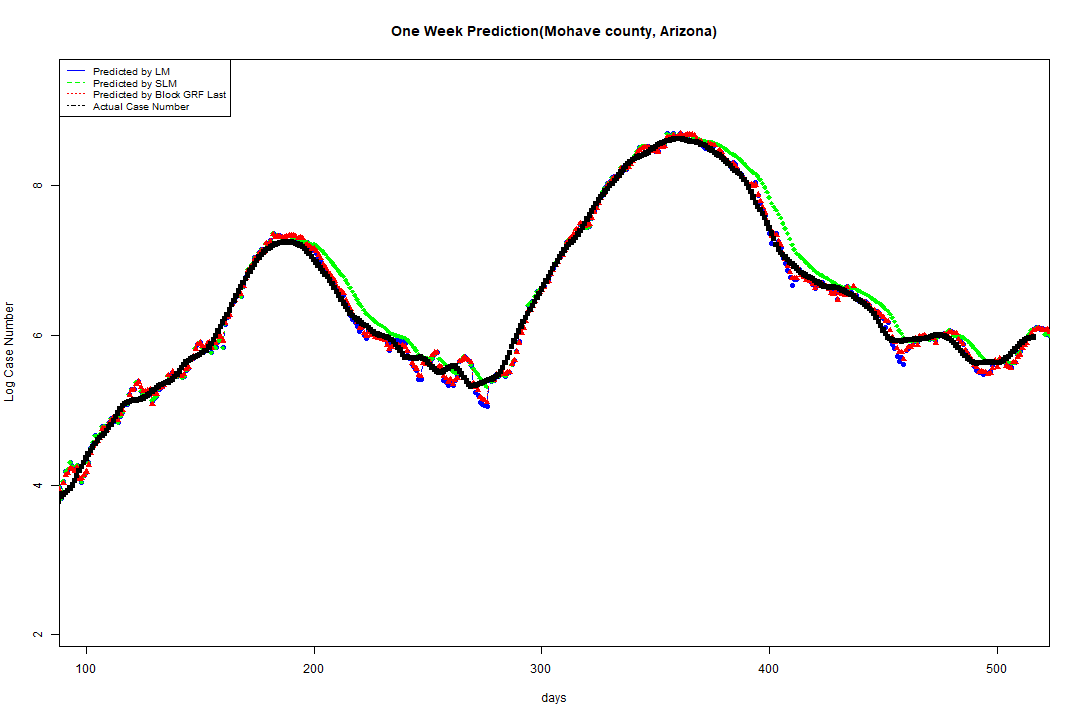 One Week Prediction(Mohave county, Arizona)
Predicted by LM
Predicted by SLM
Predicted by Block GRF Last
Actual Case Number
8
6
4
2
Log Case Number
100 200 300 400 500
days